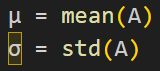 μ = mean(A)
σ = std(A)